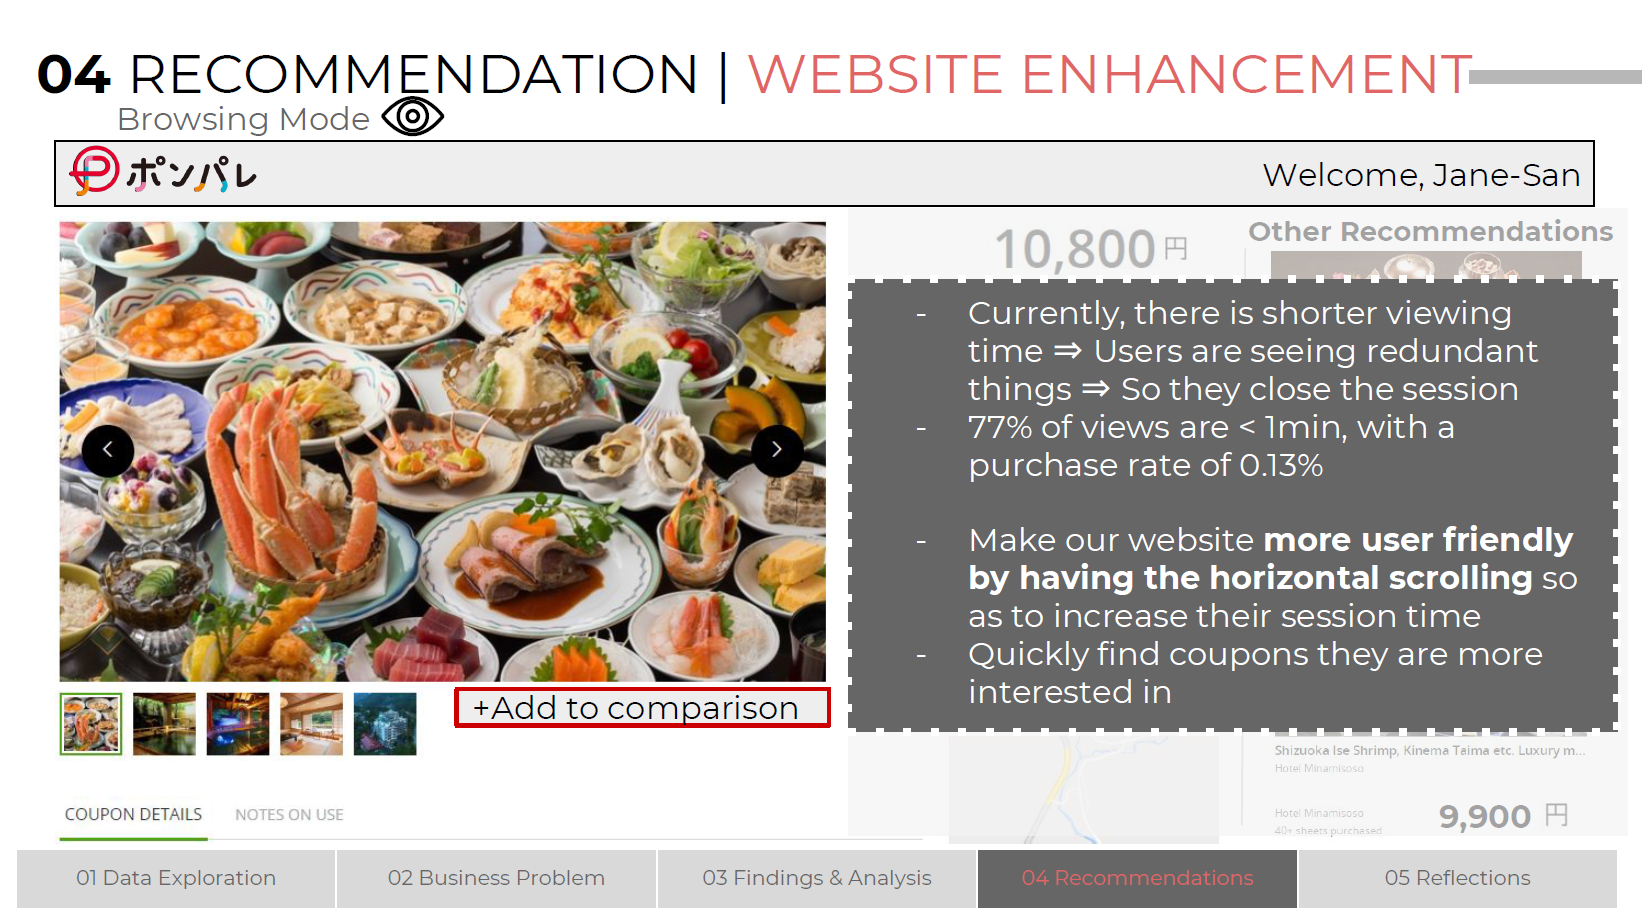 04 RECOMMENDATION | WEBSITE ENHANCEMENT
Browsing Mode
ポンパレ
Welcome, Jane-San
10,800 円
Other Recommendations
- Currently, there is shorter viewing
time ⇒ Users are seeing redundant
things ⇒ So they close the session
- 77% of views are < 1min, with a
purchase rate of 0.13%
- Make our website more user friendly
by having the horizontal scrolling so
as to increase their session time
- Quickly find coupons they are more
interested in
+Add to comparison
Shizuoka Ise Shrimp, Kinema Taima etc. Luxury m...
Hotel Minamisoso
Hotel Minamisoso
40+ sheets purchased
9,900 円
COUPON DETAILS
NOTES ON USE
01 Data Exploration
02 Business Problem
03 Findings & Analysis
04 Recommendations
05 Reflections